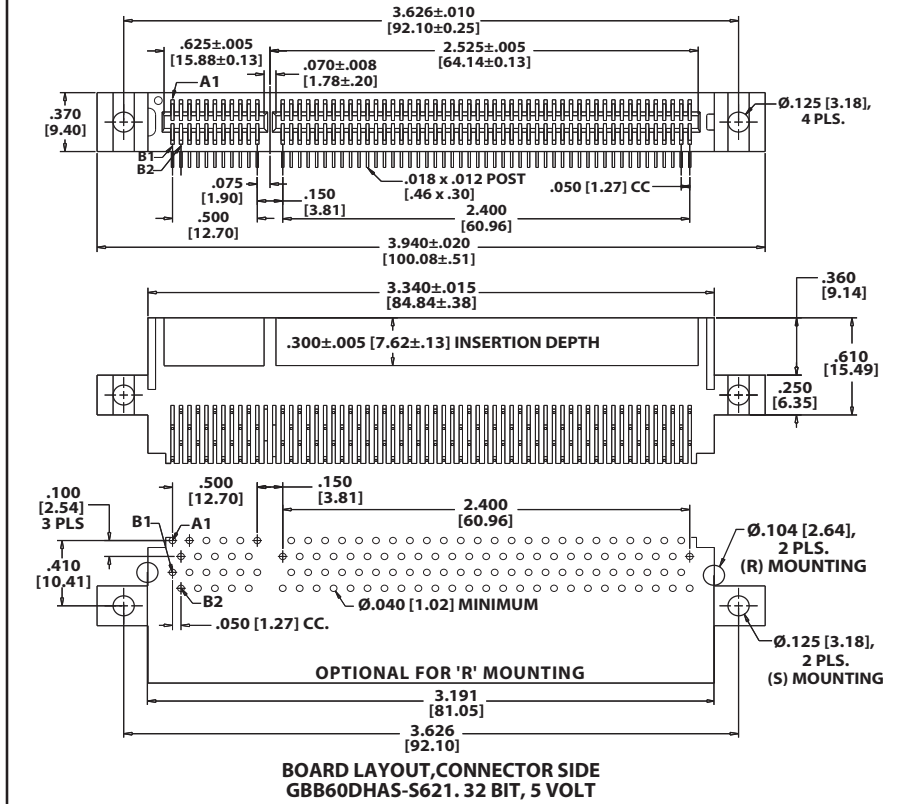 3.626±.010
[92.10±0.25]
.625±.005
[15.88±0.13]
2.525±.005
[64.14±0.13]
.070±.008
[1.78±.20]
A1
.370
[9.40]
Ø.125 [3.18],
4 PLS.
B1
B2
.018 x .012 POST
[.46 x .30]
.050 [1.27] CC
.075
[1.90]
.150
[3.81]
.500
[12.70]
2.400
[60.96]
3.940±.020
[100.08±.51]
3.340±.015
[84.84±.38]
.360
[9.14]
.300±.005 [7.62±.13] INSERTION DEPTH
.610
[15.49]
.250
[6.35]
.500
[12.70]
.150
[3.81]
.100
[2.54]
3 PLS
2.400
[60.96]
B1
A1
Ø.104 [2.64],
2 PLS.
(R) MOUNTING
.410
[10.41]
B2
Ø.040 [1.02] MINIMUM
.050 [1.27] CC.
Ø.125 [3.18],
2 PLS.
(S) MOUNTING
OPTIONAL FOR 'R' MOUNTING
3.191
[81.05]
3.626
[92.10]
BOARD LAYOUT,CONNECTOR SIDE
GBB60DHAS-S621. 32 BIT, 5 VOLT